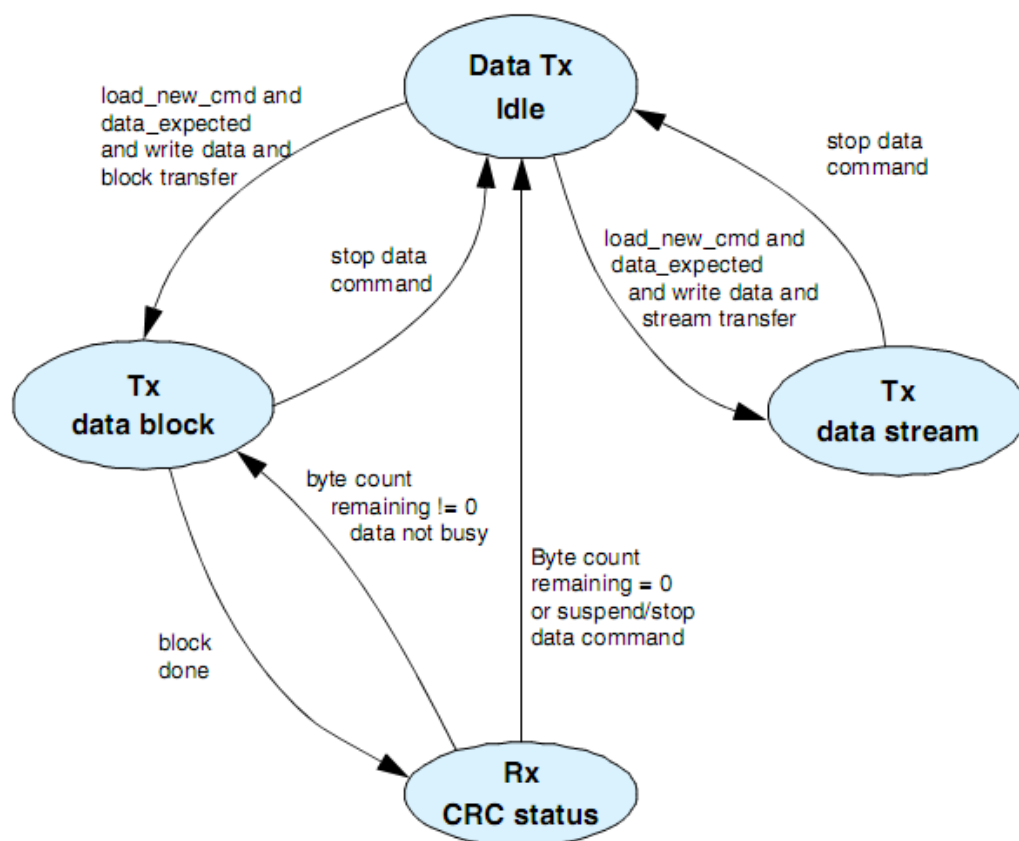 Data Tx
Idle
load_new_cmd and
data_expected
and write data and
block transfer
stop data
command
stop data
command
load_new_cmd and
data_expected
and write data and
stream transfer
Tx
data block
Tx
data stream
byte count
remaining != 0
data not busy
Byte count
remaining = 0
or suspend/stop
data command
block
done
Rx
CRC status